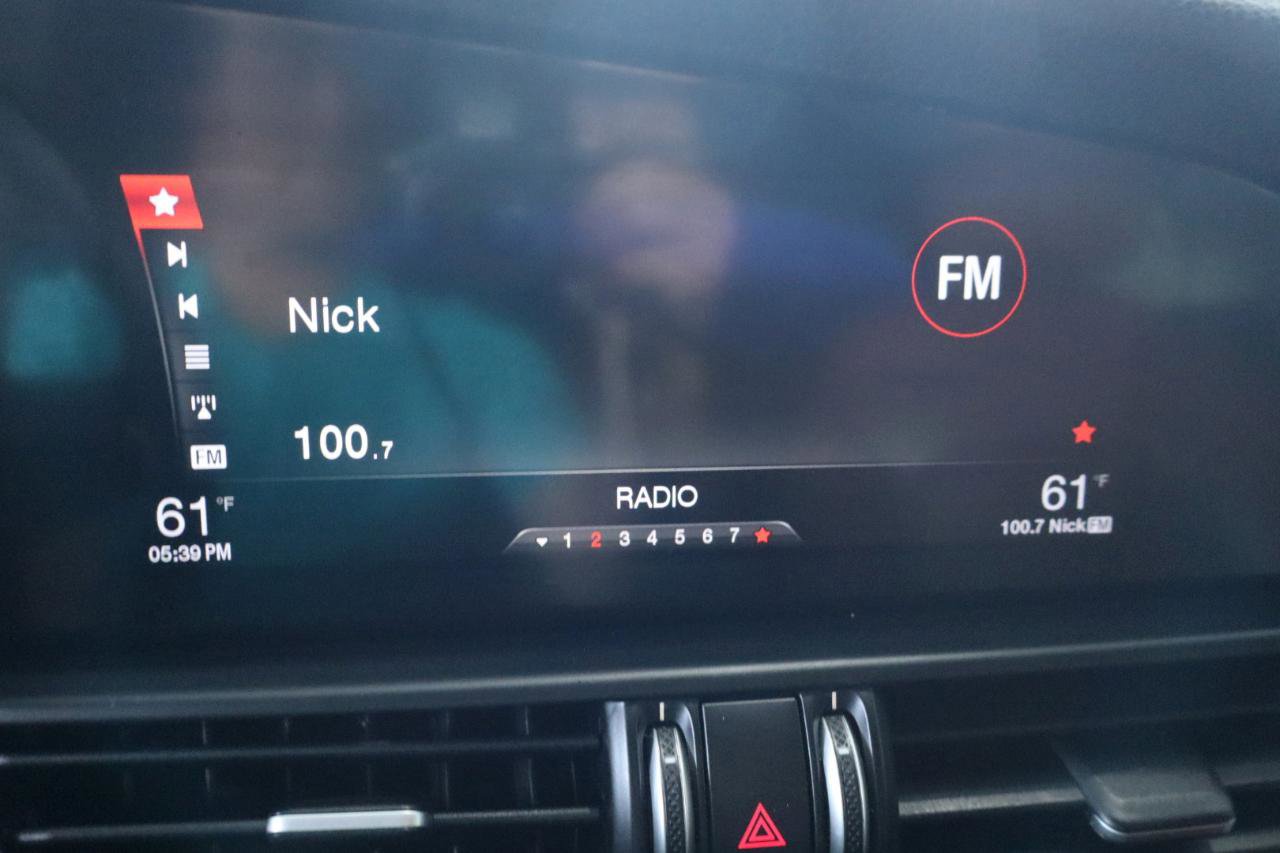 FM
Nick
100.7
FM
RADIO
61°F
05:39 PM
1 2 3 4 5 6 7
61°F
100.7 Nick FM